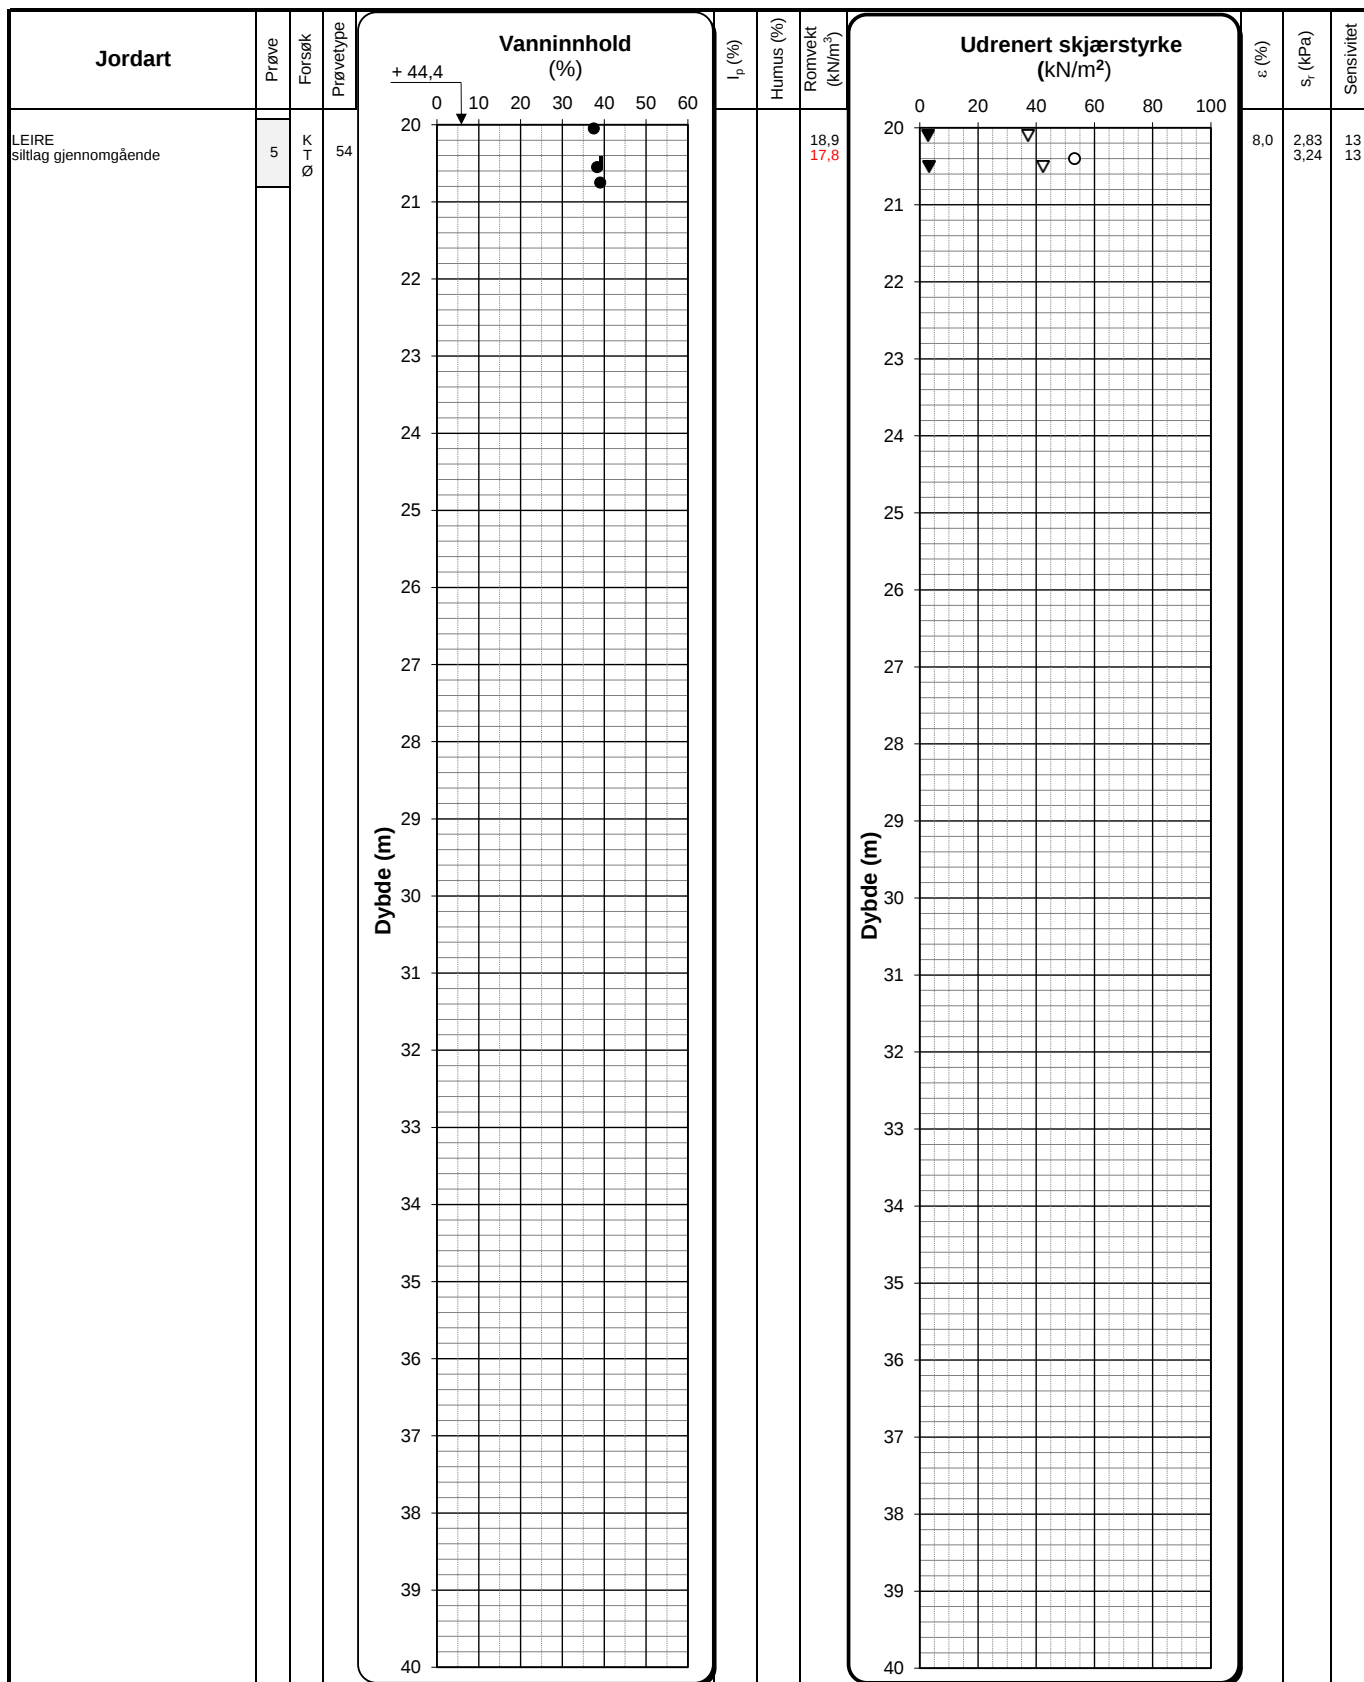 Jordart
Prøve
Forsøk
Prøvetype
Vanninnhold
(%)
+ 44,4
0 10 20 30 40 50 60
I_p (%)
Humus (%)
Romvekt
(kN/m³)
Udrenert skjærstyrke
(kN/m²)
0 20 40 60 80 100
ε (%)
s_r (kPa)
Sensivitet
LEIRE
siltlag gjennomgående
5
K
T
Ø
54
18,9
17,8
8,0
2,83
3,24
13
13
Dybde (m)
20
21
22
23
24
25
26
27
28
29
30
31
32
33
34
35
36
37
38
39
40
Dybde (m)
20
21
22
23
24
25
26
27
28
29
30
31
32
33
34
35
36
37
38
39
40